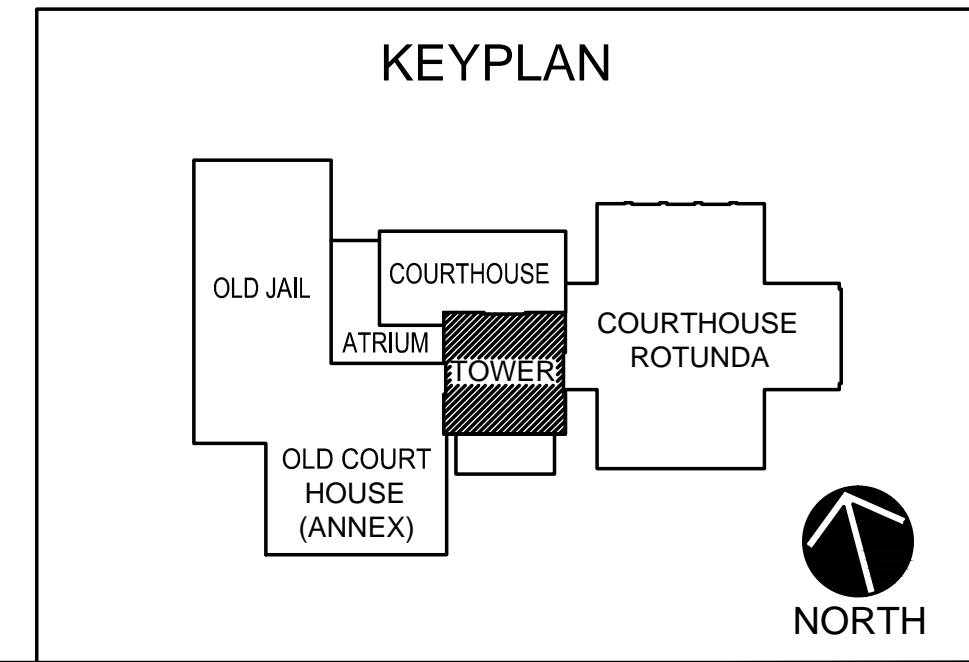 KEYPLAN
OLD JAIL
COURTHOUSE
ATRIUM
TOWER
COURTHOUSE
ROTUNDA
OLD COURT
HOUSE
(ANNEX)
NORTH